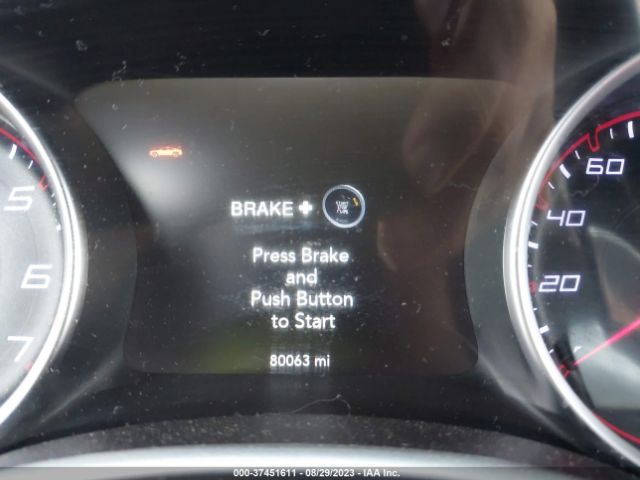 BRAKE +
Press Brake
and
Push Button
to Start
80063 mi
5
6
7
60
40
20
000-37451611 - 08/29/2023 - IAA Inc.